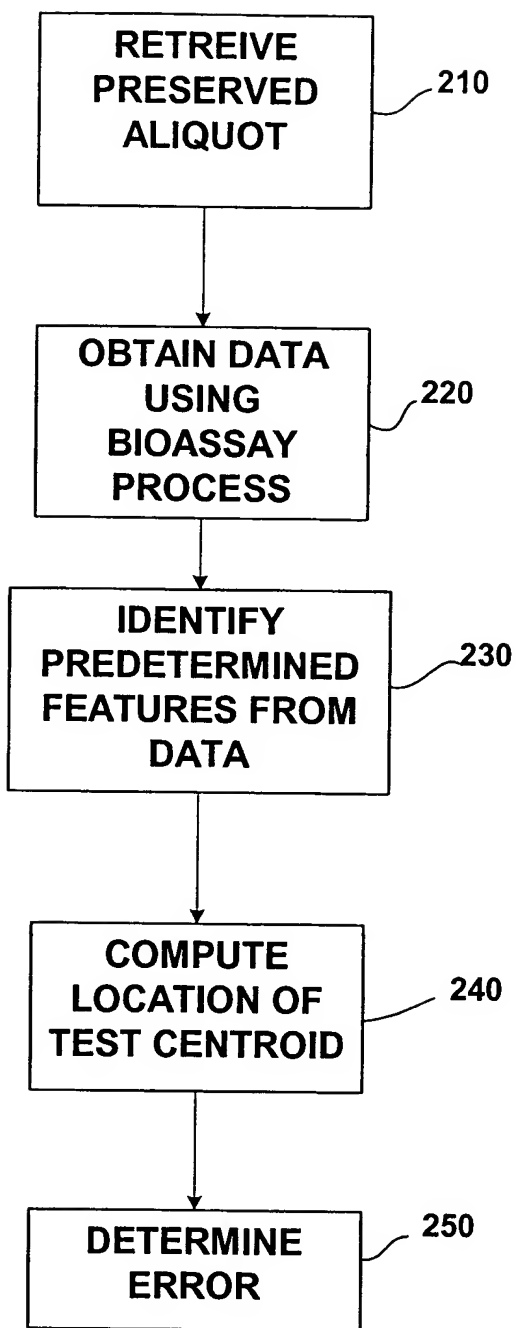 RETREIVE
PRESERVED
ALIQUOT
210
OBTAIN DATA
USING
BIOASSAY
PROCESS
220
IDENTIFY
PREDETERMINED
FEATURES FROM
DATA
230
COMPUTE
LOCATION OF
TEST CENTROID
240
DETERMINE
ERROR
250